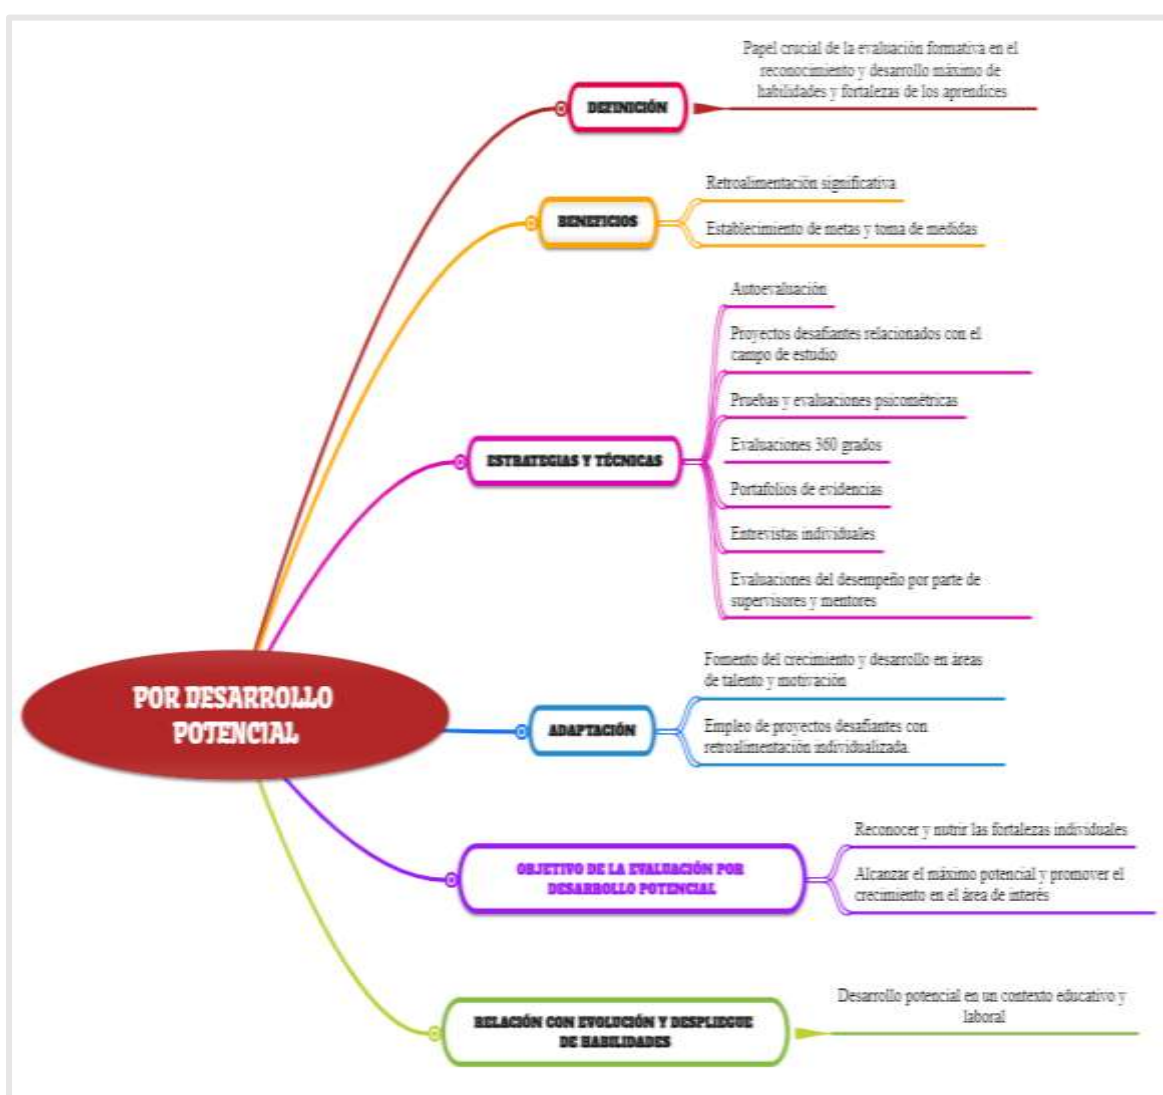 Papel crucial de la evaluación formativa en el
reconocimiento y desarrollo máximo de
habilidades y fortalezas de los aprendices
DEFINICIÓN
Retroalimentación significativa
BENEFICIOS
Establecimiento de metas y toma de medidas
Autoevaluación
Proyectos desafiantes relacionados con el
campo de estudio
Pruebas y evaluaciones psicométricas
Evaluaciones 360 grados
ESTRATEGIAS Y TÉCNICAS
Portafolios de evidencias
Entrevistas individuales
Evaluaciones del desempeño por parte de
supervisores y mentores
POR DESARROLLO
POTENCIAL
Fomento del crecimiento y desarrollo en áreas
de talento y motivación
ADAPTACIÓN
Empleo de proyectos desafiantes con
retroalimentación individualizada
Reconocer y nutrir las fortalezas individuales
OBJETIVO DE LA EVALUACIÓN POR
DESARROLLO POTENCIAL
Alcanzar el máximo potencial y promover el
crecimiento en el área de interés
RELACIÓN CON EVOLUCIÓN Y DESPLIEGUE
DE HABILIDADES
Desarrollo potencial en un contexto educativo y
laboral